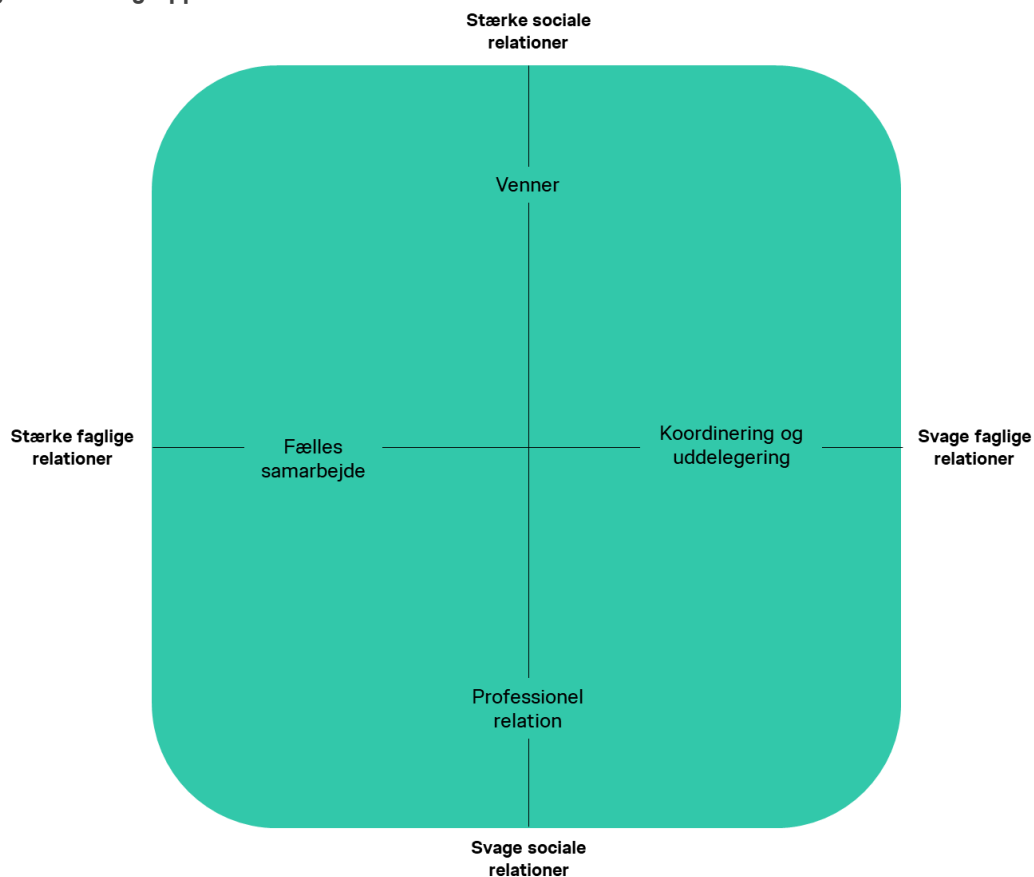 Stærke sociale
relationer
Venner
Stærke faglige
relationer
Fælles
samarbejde
Koordinering og
uddelegering
Svage faglige
relationer
Professionel
relation
Svage sociale
relationer